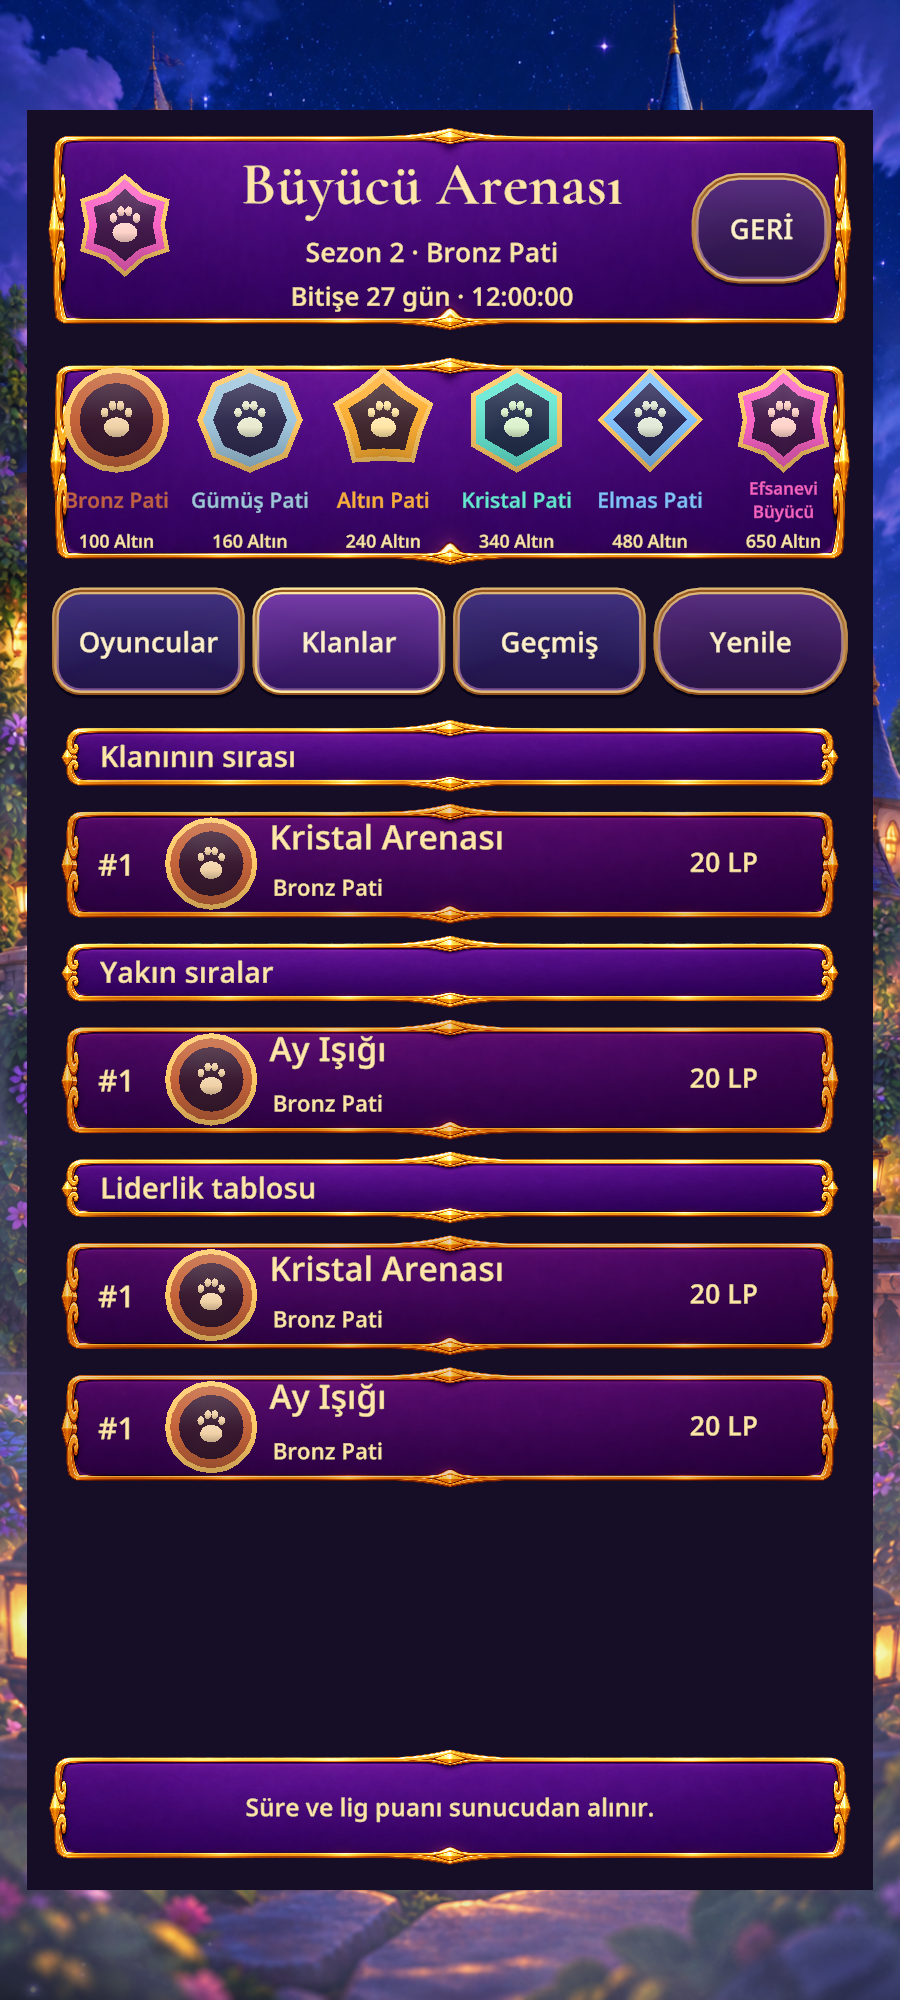 Büyücü Arenası
Sezon 2 · Bronz Pati
Bitişe 27 gün · 12:00:00
GERİ
Bronz Pati
Gümüş Pati
Altın Pati
Kristal Pati
Elmas Pati
Efsanevi
Büyücü
100 Altın
160 Altın
240 Altın
340 Altın
480 Altın
650 Altın
Oyuncular
Klanlar
Geçmiş
Yenile
Klanının sırası
#1
Kristal Arenası
Bronz Pati
20 LP
Yakın sıralar
#1
Ay Işığı
Bronz Pati
20 LP
Liderlik tablosu
#1
Kristal Arenası
Bronz Pati
20 LP
#1
Ay Işığı
Bronz Pati
20 LP
Süre ve lig puanı sunucudan alınır.